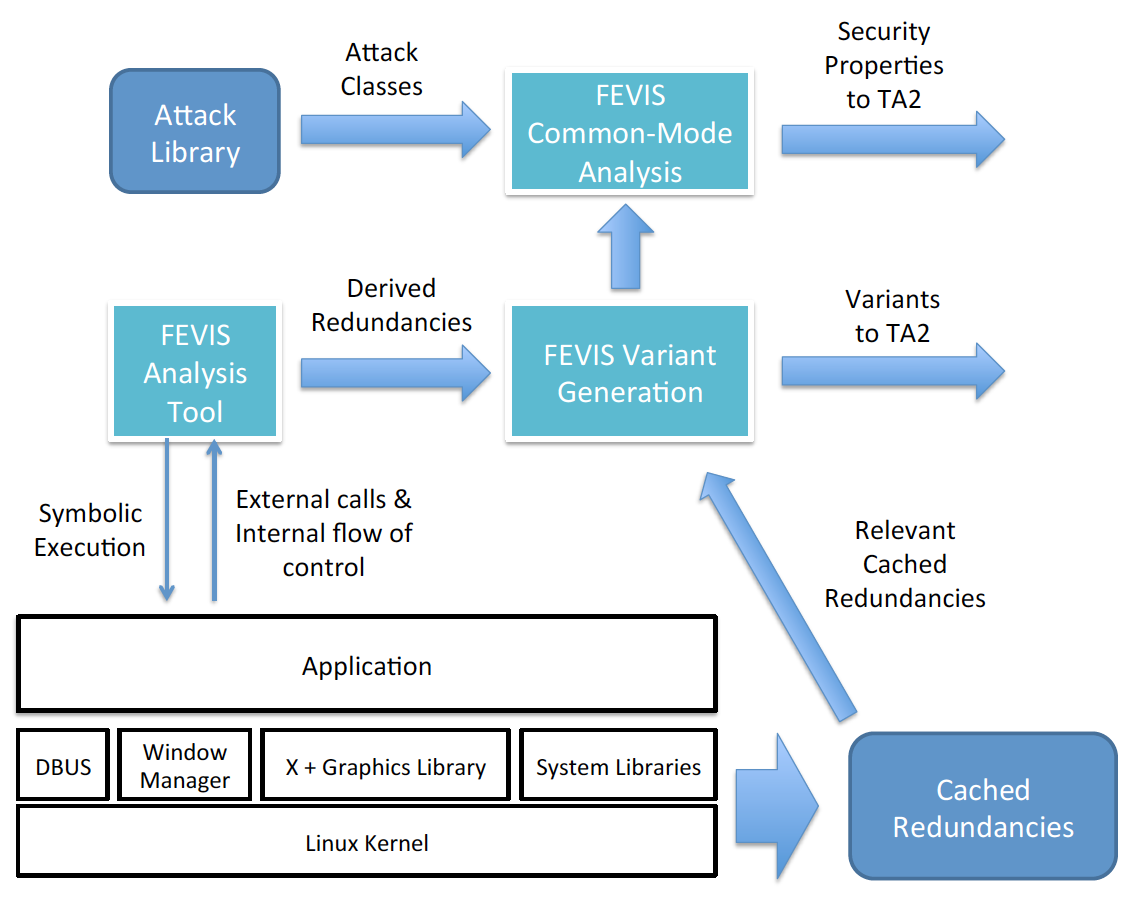 Attack
Library
Attack
Classes
FEVIS
Common-Mode
Analysis
Security
Properties
to TA2
FEVIS
Analysis
Tool
Derived
Redundancies
FEVIS Variant
Generation
Variants
to TA2
Symbolic
Execution
External calls &
Internal flow of
control
Relevant
Cached
Redundancies
Application
DBUS
Window
Manager
X + Graphics Library
System Libraries
Linux Kernel
Cached
Redundancies